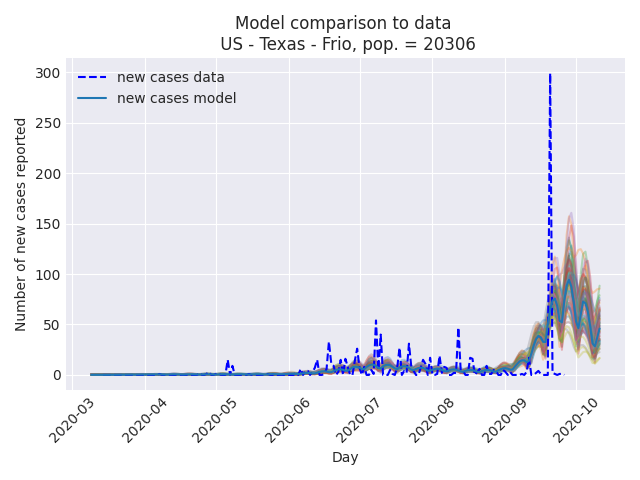 Model comparison to data
US - Texas - Frio, pop. = 20306
new cases data
new cases model
Number of new cases reported
300
250
200
150
100
50
0
2020-03
2020-04
2020-05
2020-06
2020-07
2020-08
2020-09
2020-10
Day